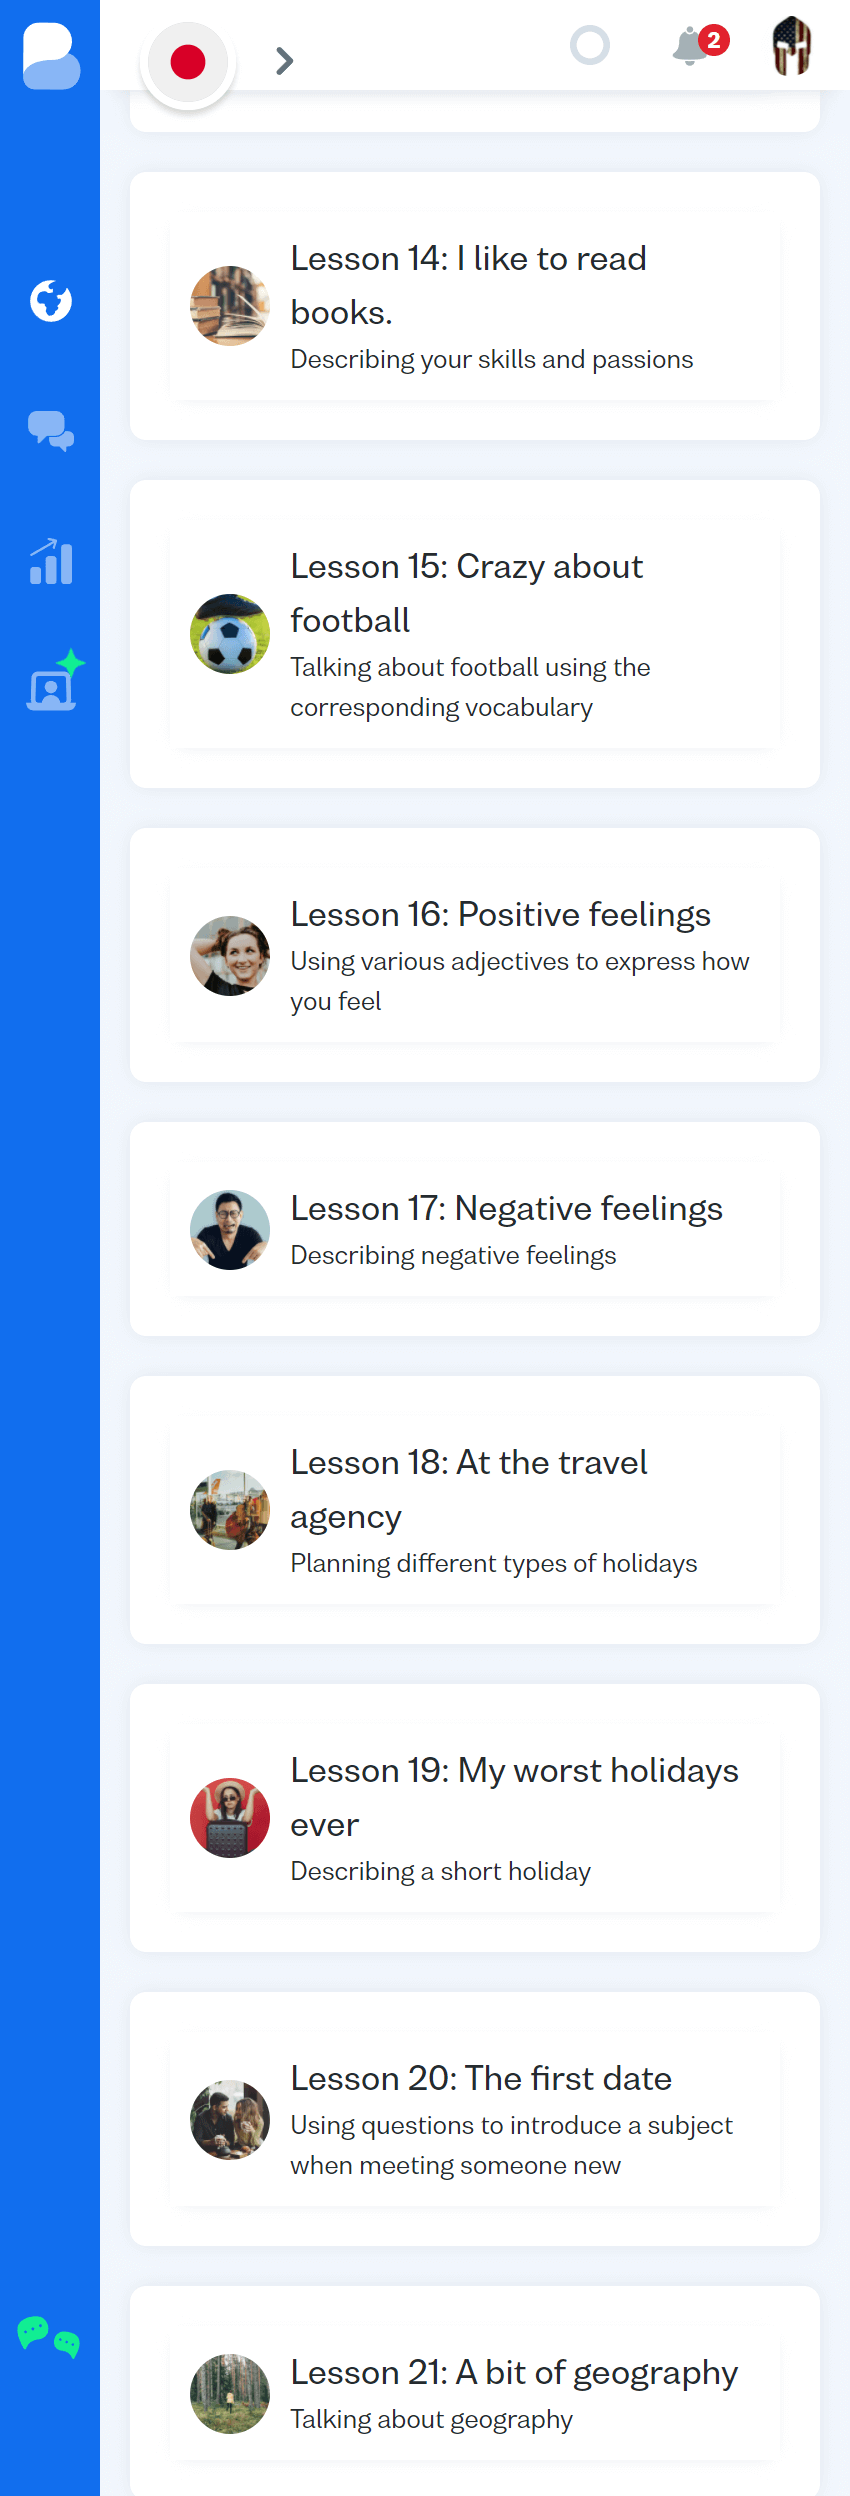 2
Lesson 14: I like to read
books.
Describing your skills and passions
Lesson 15: Crazy about
football
Talking about football using the
corresponding vocabulary
Lesson 16: Positive feelings
Using various adjectives to express how
you feel
Lesson 17: Negative feelings
Describing negative feelings
Lesson 18: At the travel
agency
Planning different types of holidays
Lesson 19: My worst holidays
ever
Describing a short holiday
Lesson 20: The first date
Using questions to introduce a subject
when meeting someone new
Lesson 21: A bit of geography
Talking about geography